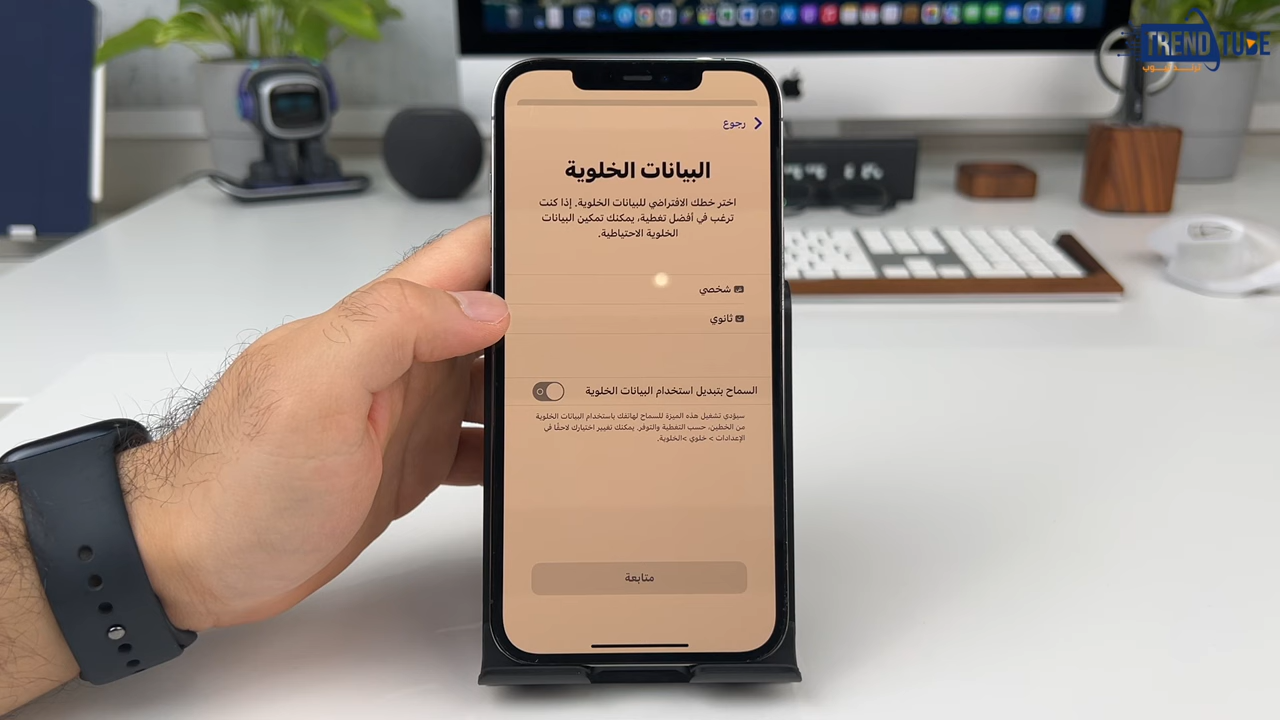 TREND TUBE
ترند تيوب
رجوع
البيانات الخلوية
اختر خطك الافتراضي للبيانات الخلوية. إذا كنت
ترغب في أفضل تغطية، يمكنك تمكين البيانات
الخلوية الاحتياطية.
شخصي
ثانوي
السماح بتبديل استخدام البيانات الخلوية
سيؤدي تشغيل هذه الميزة للسماح لهاتفك باستخدام البيانات الخلوية
من الخطين، حسب التغطية والتوفر. يمكنك تغيير اختيارك لاحقًا في
الإعدادات > خلوي >الخلوية.
متابعة